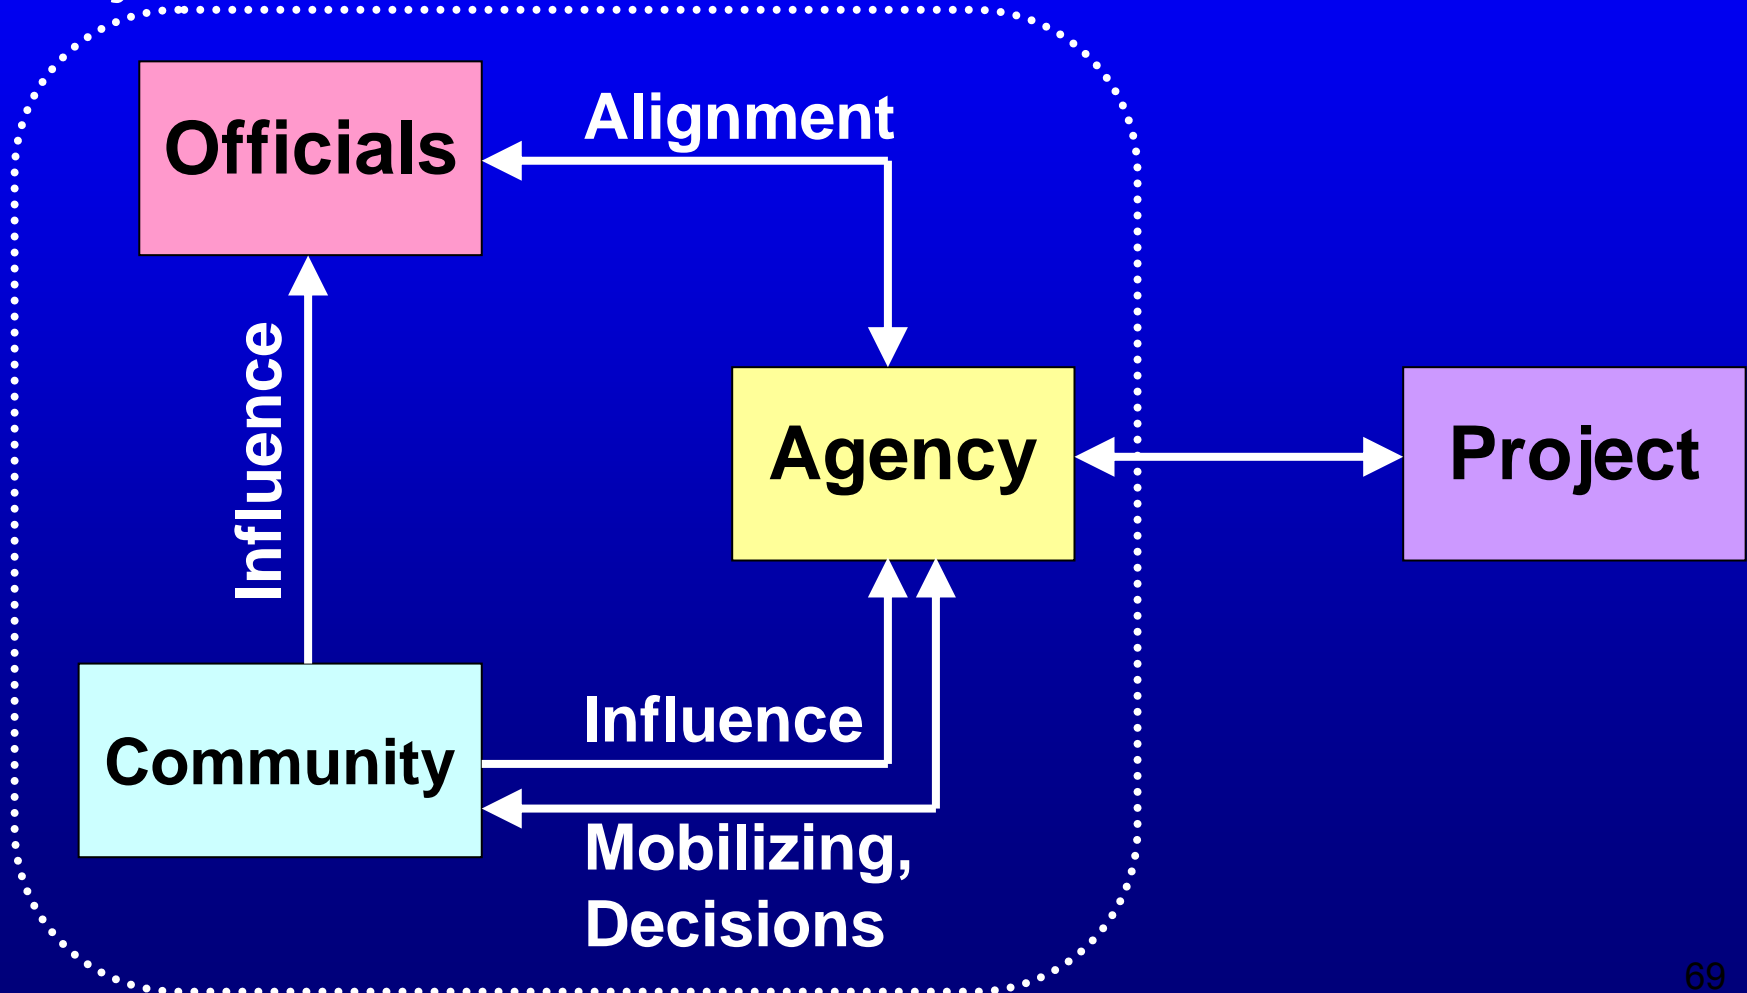 Officials
Alignment
Influence
Agency
Project
Community
Influence
Mobilizing,
Decisions
69